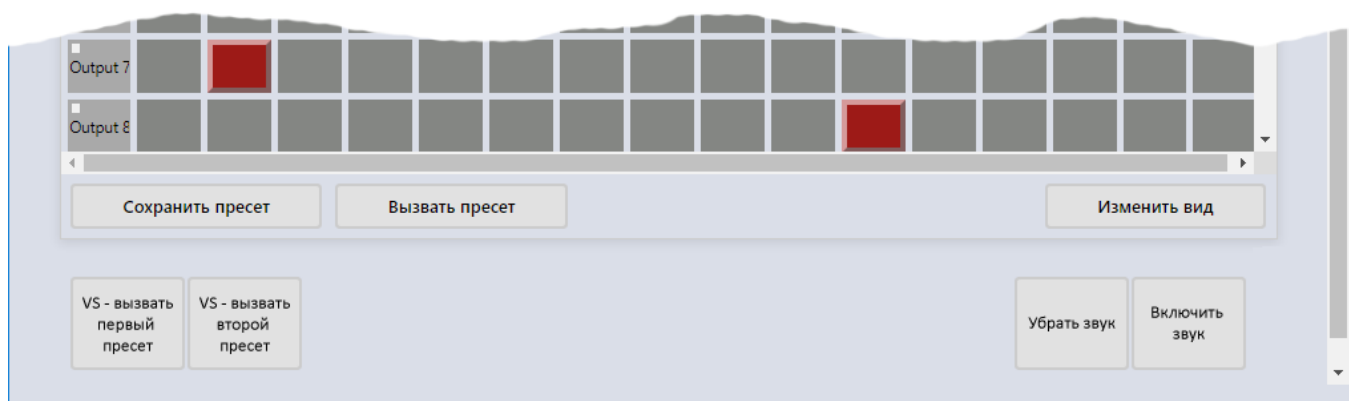 Output 7
Output 8
Сохранить пресет
Вызвать пресет
Изменить вид
VS - вызвать
первый
пресет
VS - вызвать
второй
пресет
Убрать звук
Включить
звук